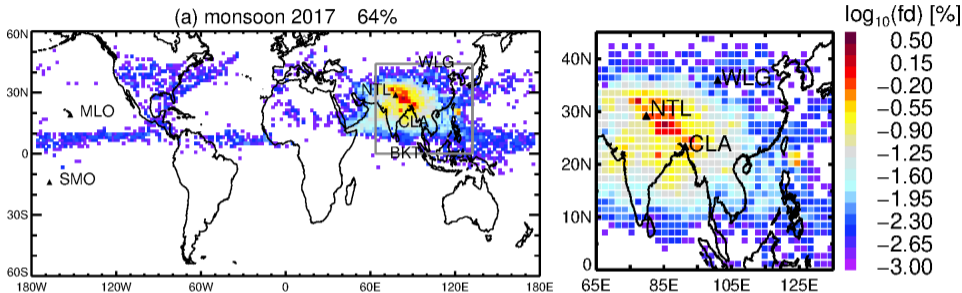 (a) monsoon 2017 64%
60N
30N
0
30S
60S
180W
120W
60W
0E
60E
120E
180E
MLO
SMO
NTL
WLG
CLA
BKT
40N
30N
20N
10N
0
65E
85E
105E
125E
WLG
NTL
CLA
log10(fd) [%]
0.50
0.15
−0.20
−0.55
−0.90
−1.25
−1.60
−1.95
−2.30
−2.65
−3.00